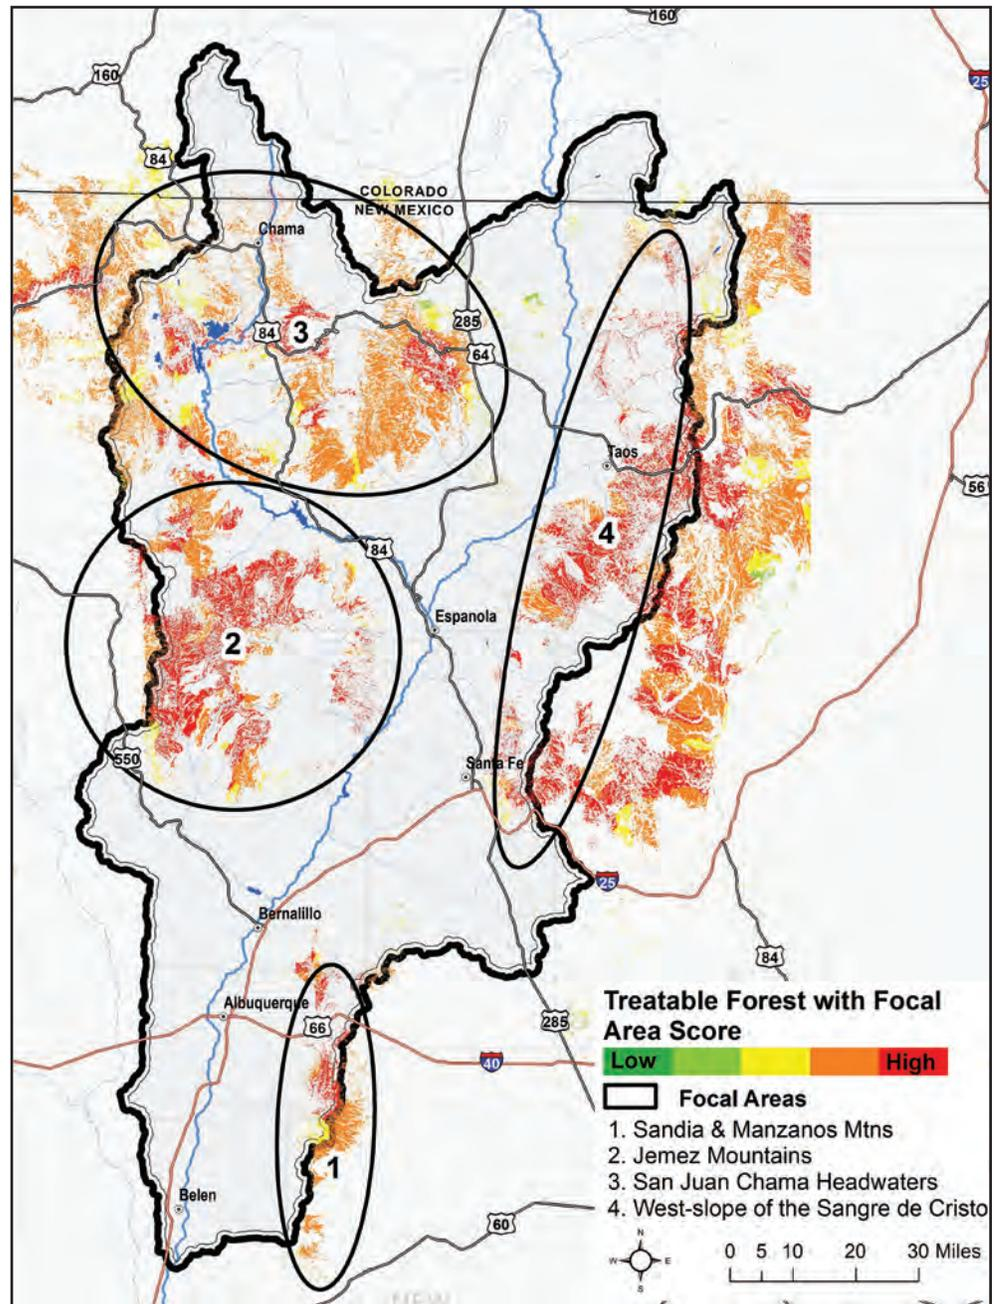 160
160
25
84
COLORADO
NEW MEXICO
Chama
84
3
285
64
Taos
56
4
84
Espanola
2
550
Santa Fe
25
Bernalillo
84
Albuquerque
66
285
40
1
Belen
60
NEW
Treatable Forest with Focal
Area Score
Low High
Focal Areas
1. Sandia & Manzanos Mtns
2. Jemez Mountains
3. San Juan Chama Headwaters
4. West-slope of the Sangre de Cristo
N
W E
S
0 5 10 20 30 Miles